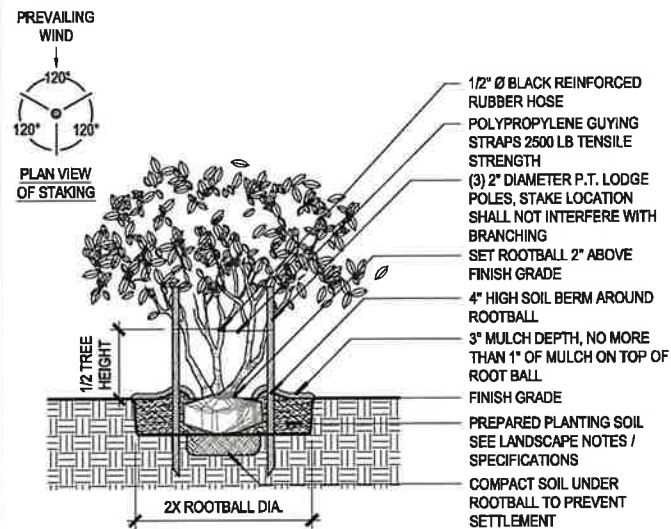 PREVAILING
WIND
120°
120°
120°
PLAN VIEW
OF STAKING
1/2 TREE
HEIGHT
2X ROOTBALL DIA.
1/2" Ø BLACK REINFORCED
RUBBER HOSE
POLYPROPYLENE GUYING
STRAPS 2500 LB TENSILE
STRENGTH
(3) 2" DIAMETER P.T. LODGE
POLES, STAKE LOCATION
SHALL NOT INTERFERE WITH
BRANCHING
SET ROOTBALL 2" ABOVE
FINISH GRADE
4" HIGH SOIL BERM AROUND
ROOTBALL
3" MULCH DEPTH, NO MORE
THAN 1" OF MULCH ON TOP OF
ROOT BALL
FINISH GRADE
PREPARED PLANTING SOIL
SEE LANDSCAPE NOTES /
SPECIFICATIONS
COMPACT SOIL UNDER
ROOTBALL TO PREVENT
SETTLEMENT